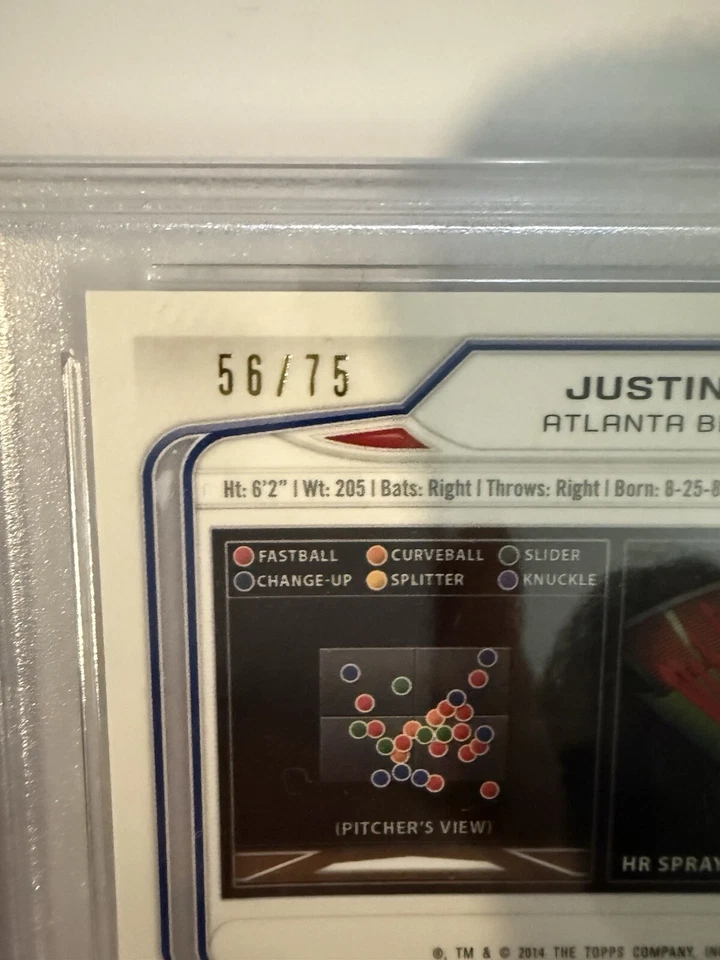 56/75
JUSTIN
ATLANTA B
Ht: 6'2" | Wt: 205 | Bats: Right | Throws: Right | Born: 8-25-8
FASTBALL CURVEBALL SLIDER
CHANGE-UP SPLITTER KNUCKLE
(PITCHER'S VIEW)
HR SPRAY
®, TM & © 2014 THE TOPPS COMPANY, IN